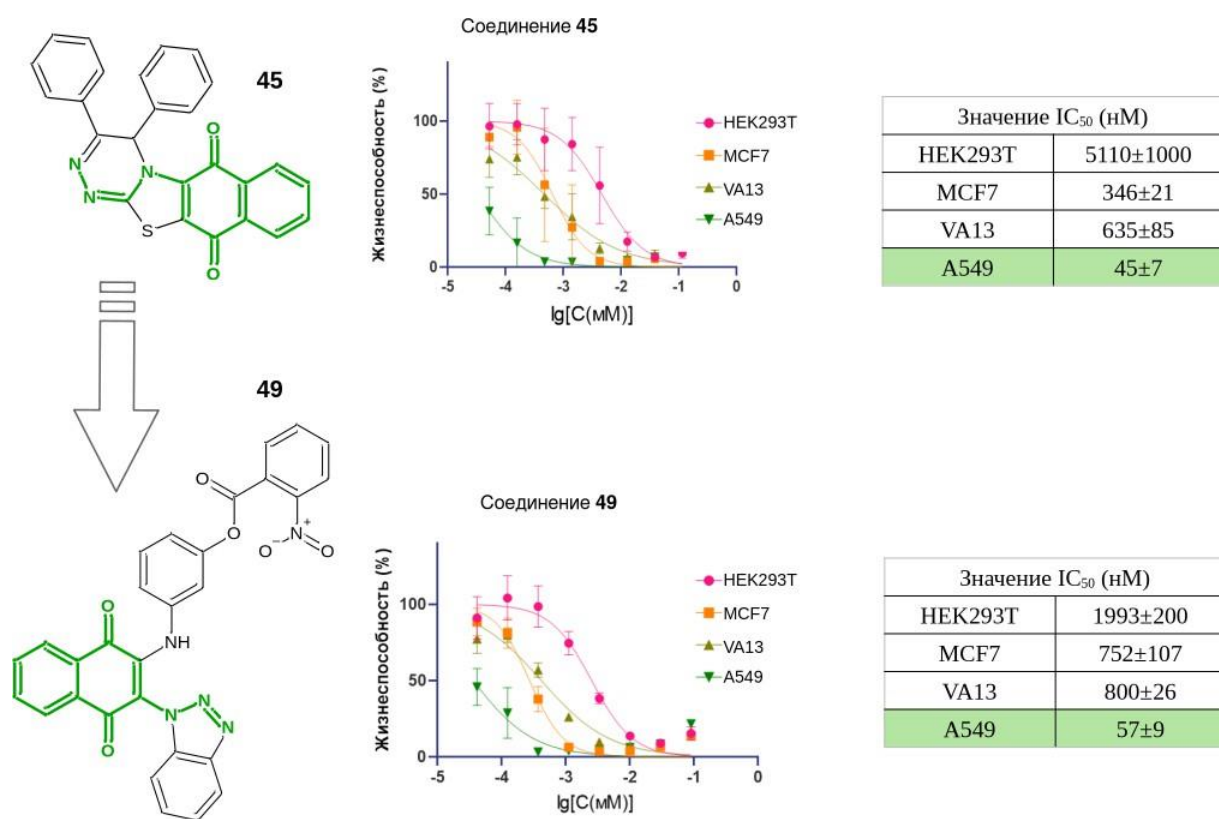 Соединение 45
45
O
N
N
N
S
O
Жизнеспособность (%)
100
50
0
-5
-4
-3
-2
-1
0
lg[C(мМ)]
HEK293T
MCF7
VA13
A549
Значение IC50 (нМ)
HEK293T 5110±1000
MCF7 346±21
VA13 635±85
A549 45±7
49
O
O
N+
O−
O
O
NH
O
N
N
N
Соединение 49
Жизнеспособность (%)
100
50
0
-5
-4
-3
-2
-1
0
lg[C(мМ)]
HEK293T
MCF7
VA13
A549
Значение IC50 (нМ)
HEK293T 1993±200
MCF7 752±107
VA13 800±26
A549 57±9